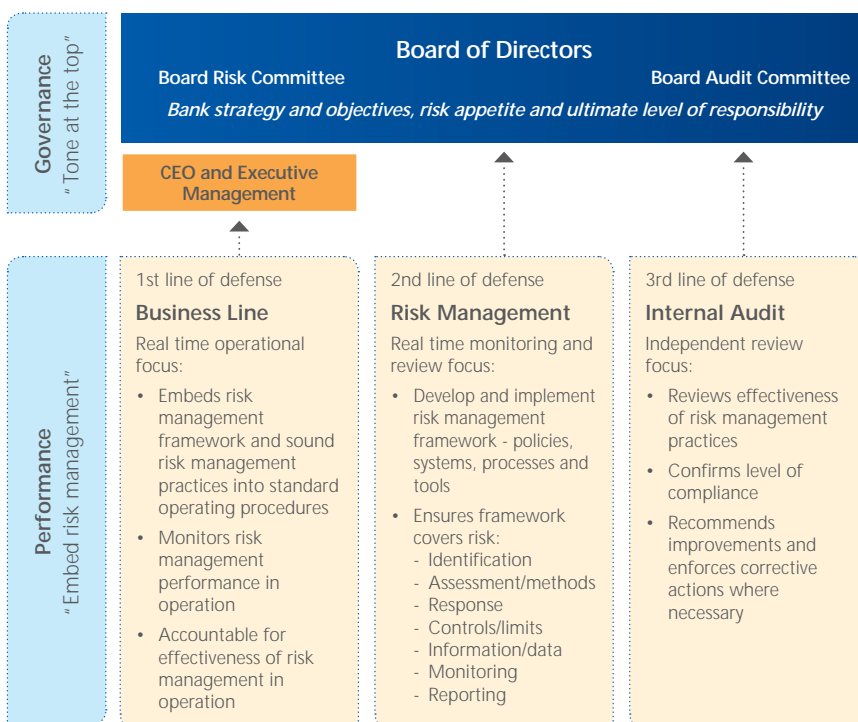 Governance
“Tone at the top”
Board of Directors
Board Risk Committee
Board Audit Committee
Bank strategy and objectives, risk appetite and ultimate level of responsibility
CEO and Executive
Management
Performance
“Embed risk management”
1st line of defense
Business Line
Real time operational
focus:
• Embeds risk
management
framework and sound
risk management
practices into standard
operating procedures
• Monitors risk
management
performance in
operation
• Accountable for
effectiveness of risk
management in
operation
2nd line of defense
Risk Management
Real time monitoring and
review focus:
• Develop and implement
risk management
framework - policies,
systems, processes and
tools
• Ensures framework
covers risk:
- Identification
- Assessment/methods
- Response
- Controls/limits
- Information/data
- Monitoring
- Reporting
3rd line of defense
Internal Audit
Independent review
focus:
• Reviews effectiveness
of risk management
practices
• Confirms level of
compliance
• Recommends
improvements and
enforces corrective
actions where
necessary